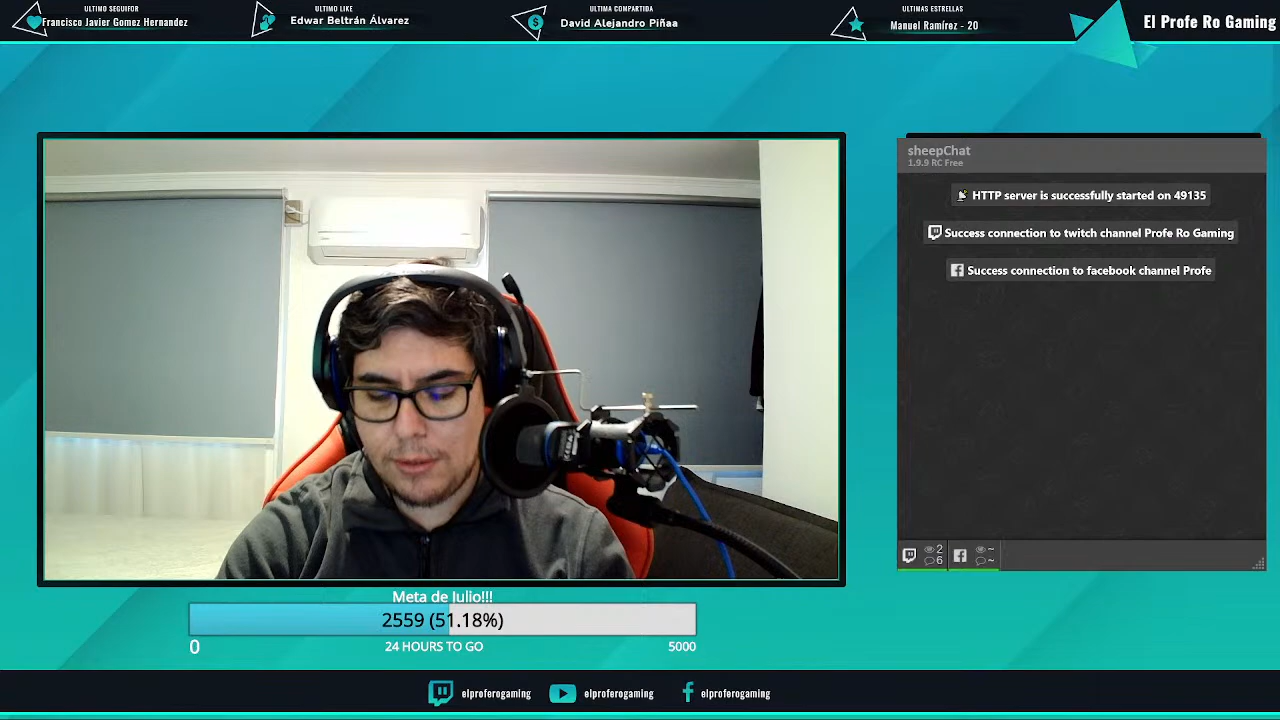 ULTIMO SEGUIFOR
Francisco Javier Gomez Hernandez
ULTIMO LIKE
Edwar Beltrán Álvarez
ULTIMA COMPARTIDA
David Alejandro Piñaa
ULTIMAS ESTRELLAS
Manuel Ramírez - 20
El Profe Ro Gaming
sheepChat
1.9.9 RC Free
HTTP server is successfully started on 49135
Success connection to twitch channel Profe Ro Gaming
Success connection to facebook channel Profe
2
6
~
~
Meta de Julio!!!
2559 (51.18%)
0
24 HOURS TO GO
5000
elproferogaming
elproferogaming
elproferogaming